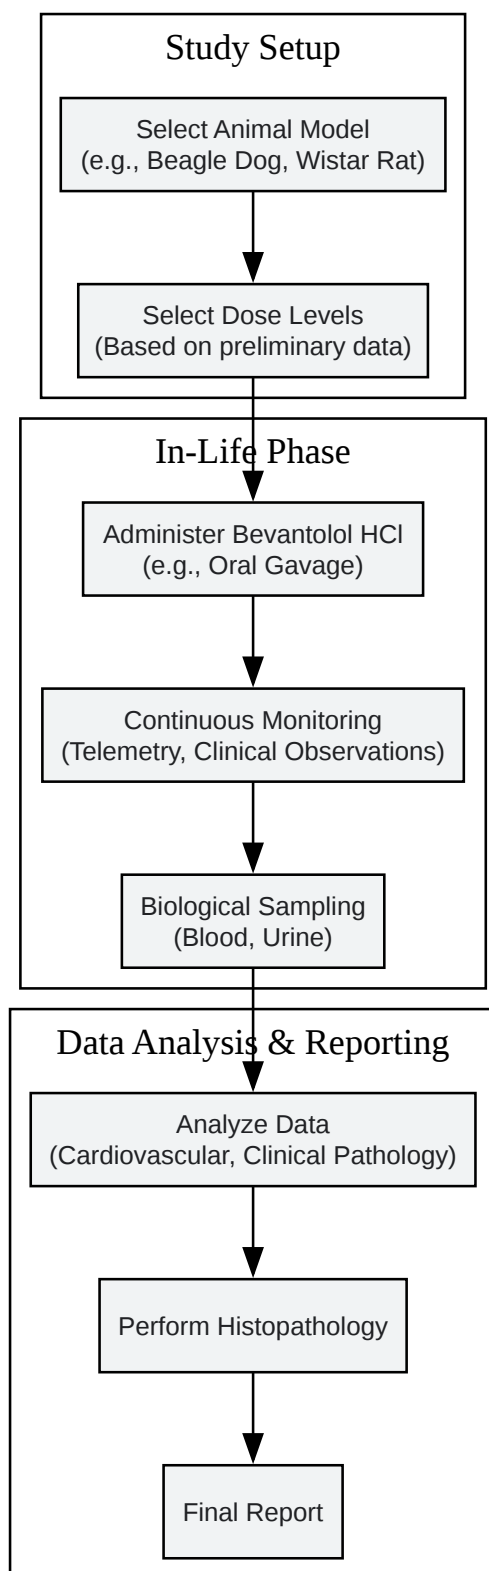 Study Setup
Select Animal Model
(e.g., Beagle Dog, Wistar Rat)
Select Dose Levels
(Based on preliminary data)
In-Life Phase
Administer Bevantolol HCl
(e.g., Oral Gavage)
Continuous Monitoring
(Telemetry, Clinical Observations)
Biological Sampling
(Blood, Urine)
Data Analysis & Reporting
Analyze Data
(Cardiovascular, Clinical Pathology)
Perform Histopathology
Final Report